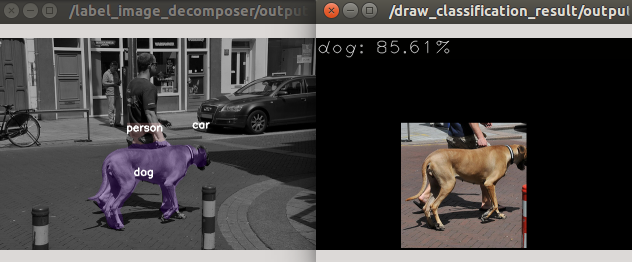 /label_image_decomposer/output
/draw_classification_result/output
dog: 85.61%
person
car
dog